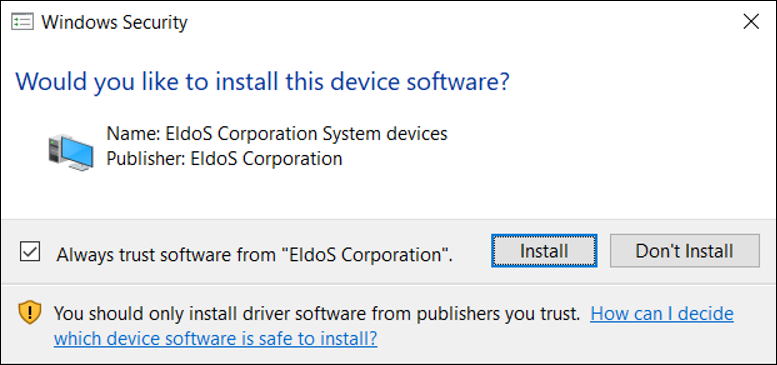 Windows Security
Would you like to install this device software?
Name: EldoS Corporation System devices
Publisher: EldoS Corporation
Always trust software from "EldoS Corporation".
Install
Don't Install
You should only install driver software from publishers you trust. How can I decide
which device software is safe to install?